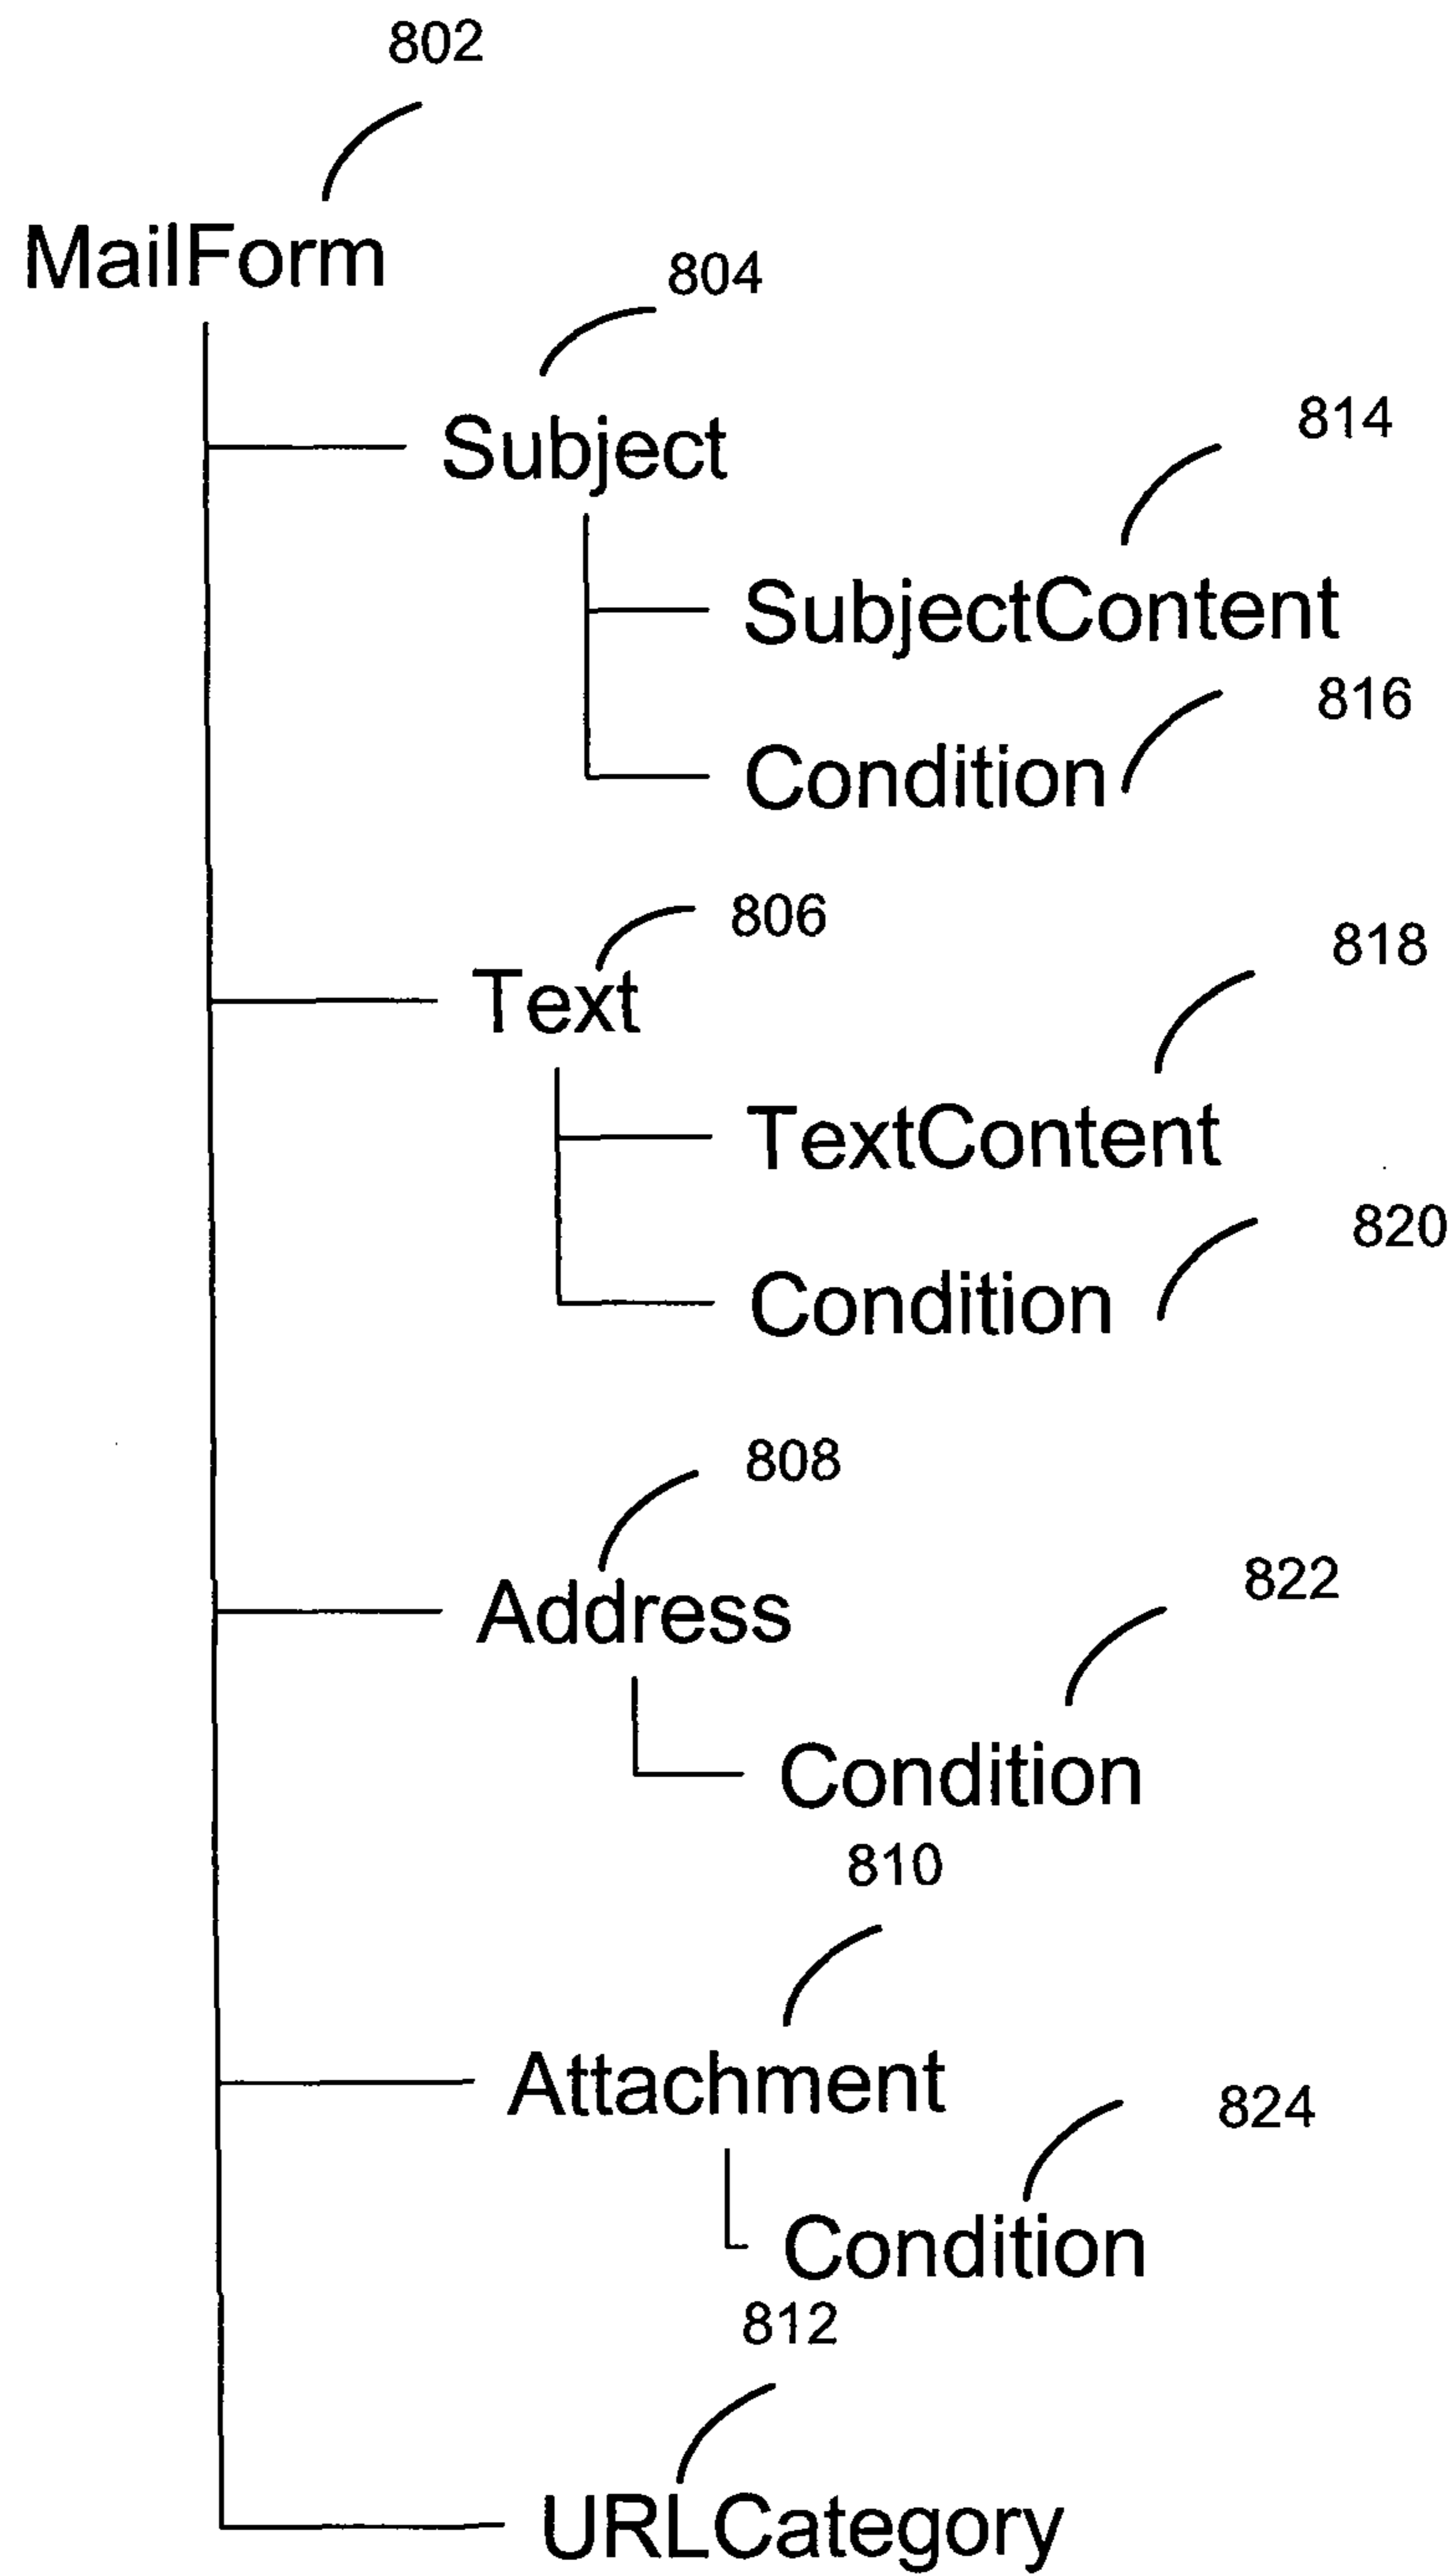 802
MailForm
804
Subject
814
SubjectContent
816
Condition
806
Text
818
TextContent
820
Condition
808
Address
822
Condition
810
Attachment
824
Condition
812
URLCategory